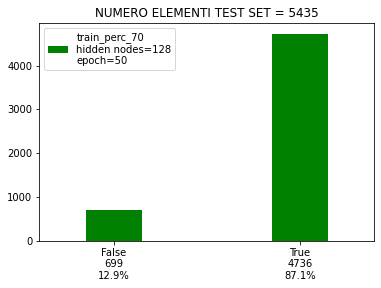 NUMERO ELEMENTI TEST SET = 5435
train_perc_70
hidden nodes=128
epoch=50
4000
3000
2000
1000
0
False
699
12.9%
True
4736
87.1%